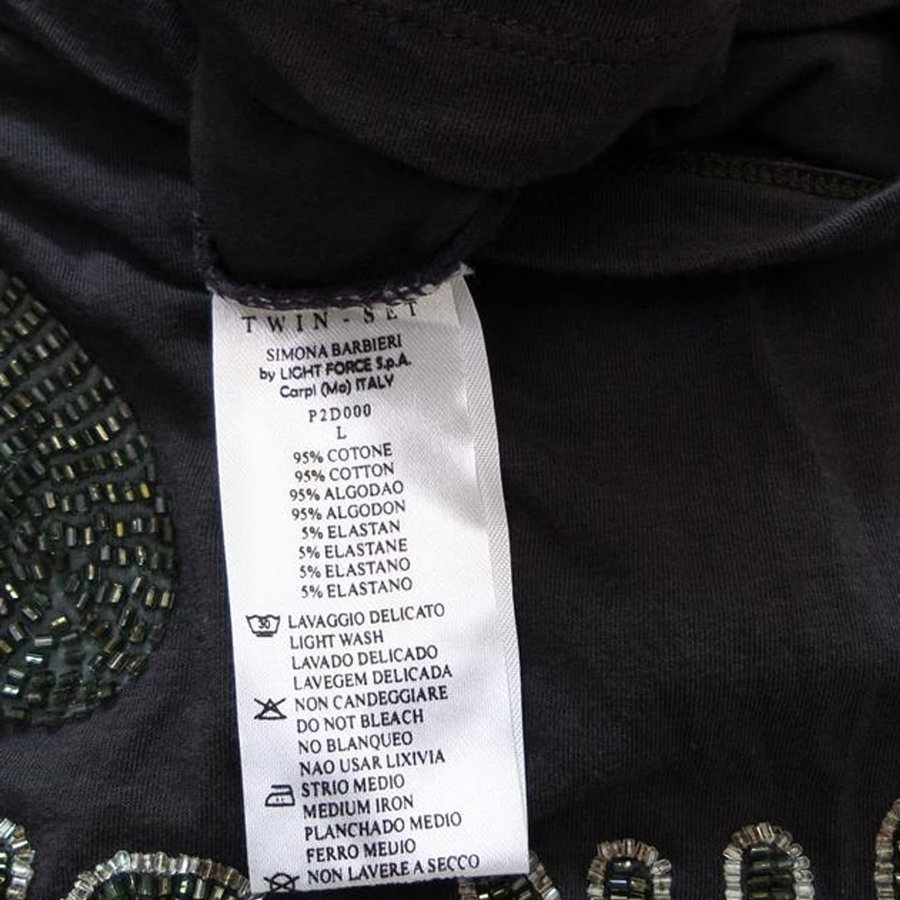 TWIN-SET
SIMONA BARBIERI
by LIGHT FORCE S.p.A.
Carpi (Mo) ITALY
P2D000
L
95% COTONE
95% COTTON
95% ALGODAO
95% ALGODON
5% ELASTAN
5% ELASTANE
5% ELASTANO
5% ELASTANO
30 LAVAGGIO DELICATO
LIGHT WASH
LAVADO DELICADO
LAVEGEM DELICADA
NON CANDEGGIARE
DO NOT BLEACH
NO BLANQUEO
NAO USAR LIXIVIA
STRIO MEDIO
MEDIUM IRON
PLANCHADO MEDIO
FERRO MEDIO
NON LAVERE A SECCO